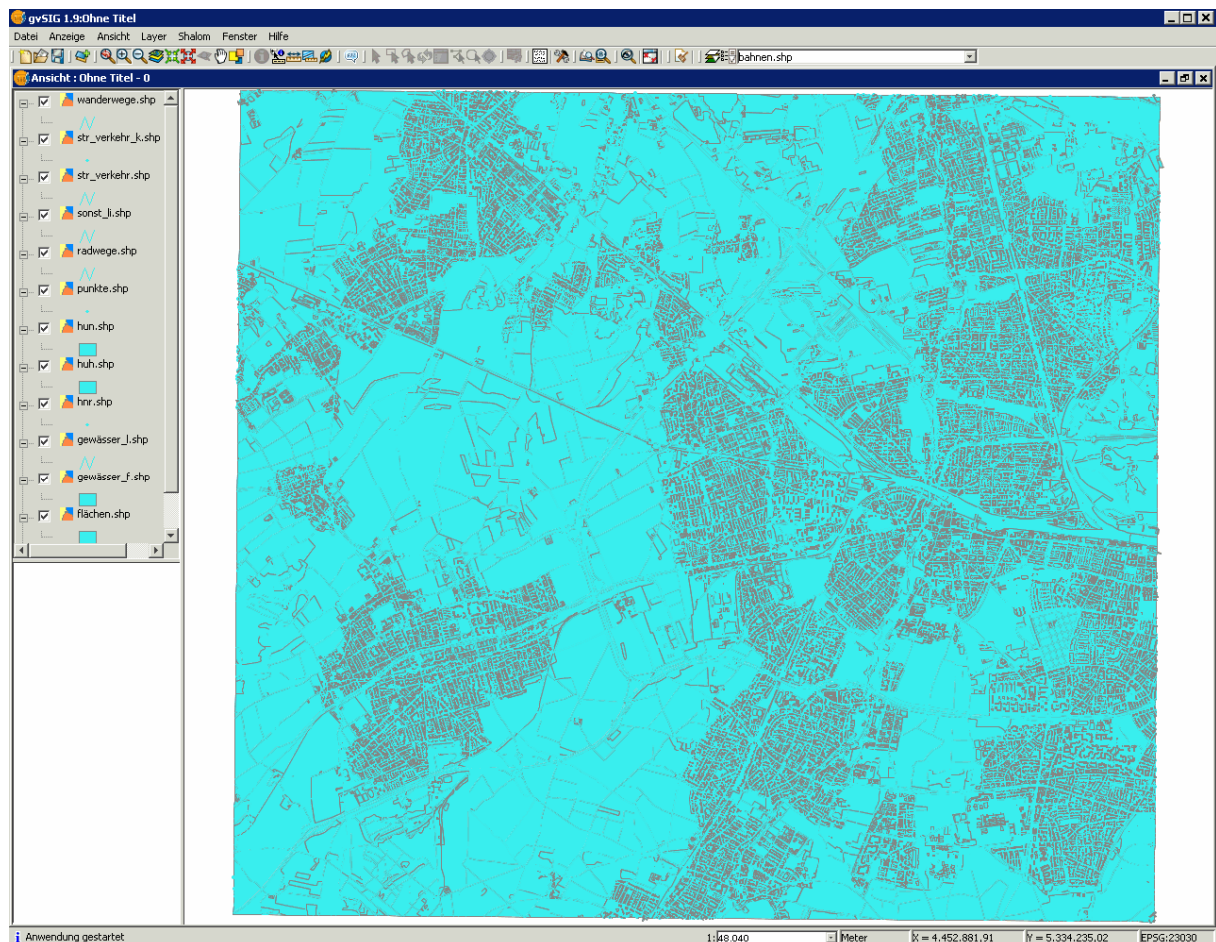 gvSIG 1.9:Ohne Titel
Datei Anzeige Ansicht Layer Shalom Fenster Hilfe
bahnen.shp
Ansicht : Ohne Titel - 0
wanderwege.shp
str_verkehr_k.shp
str_verkehr.shp
sonst_li.shp
radwege.shp
punkte.shp
hun.shp
huh.shp
hnr.shp
gewässer_l.shp
gewässer_f.shp
flächen.shp
Anwendung gestartet 1:48.040 Meter X = 4.452.881,91 Y = 5.334.235,02 EPSG:23030